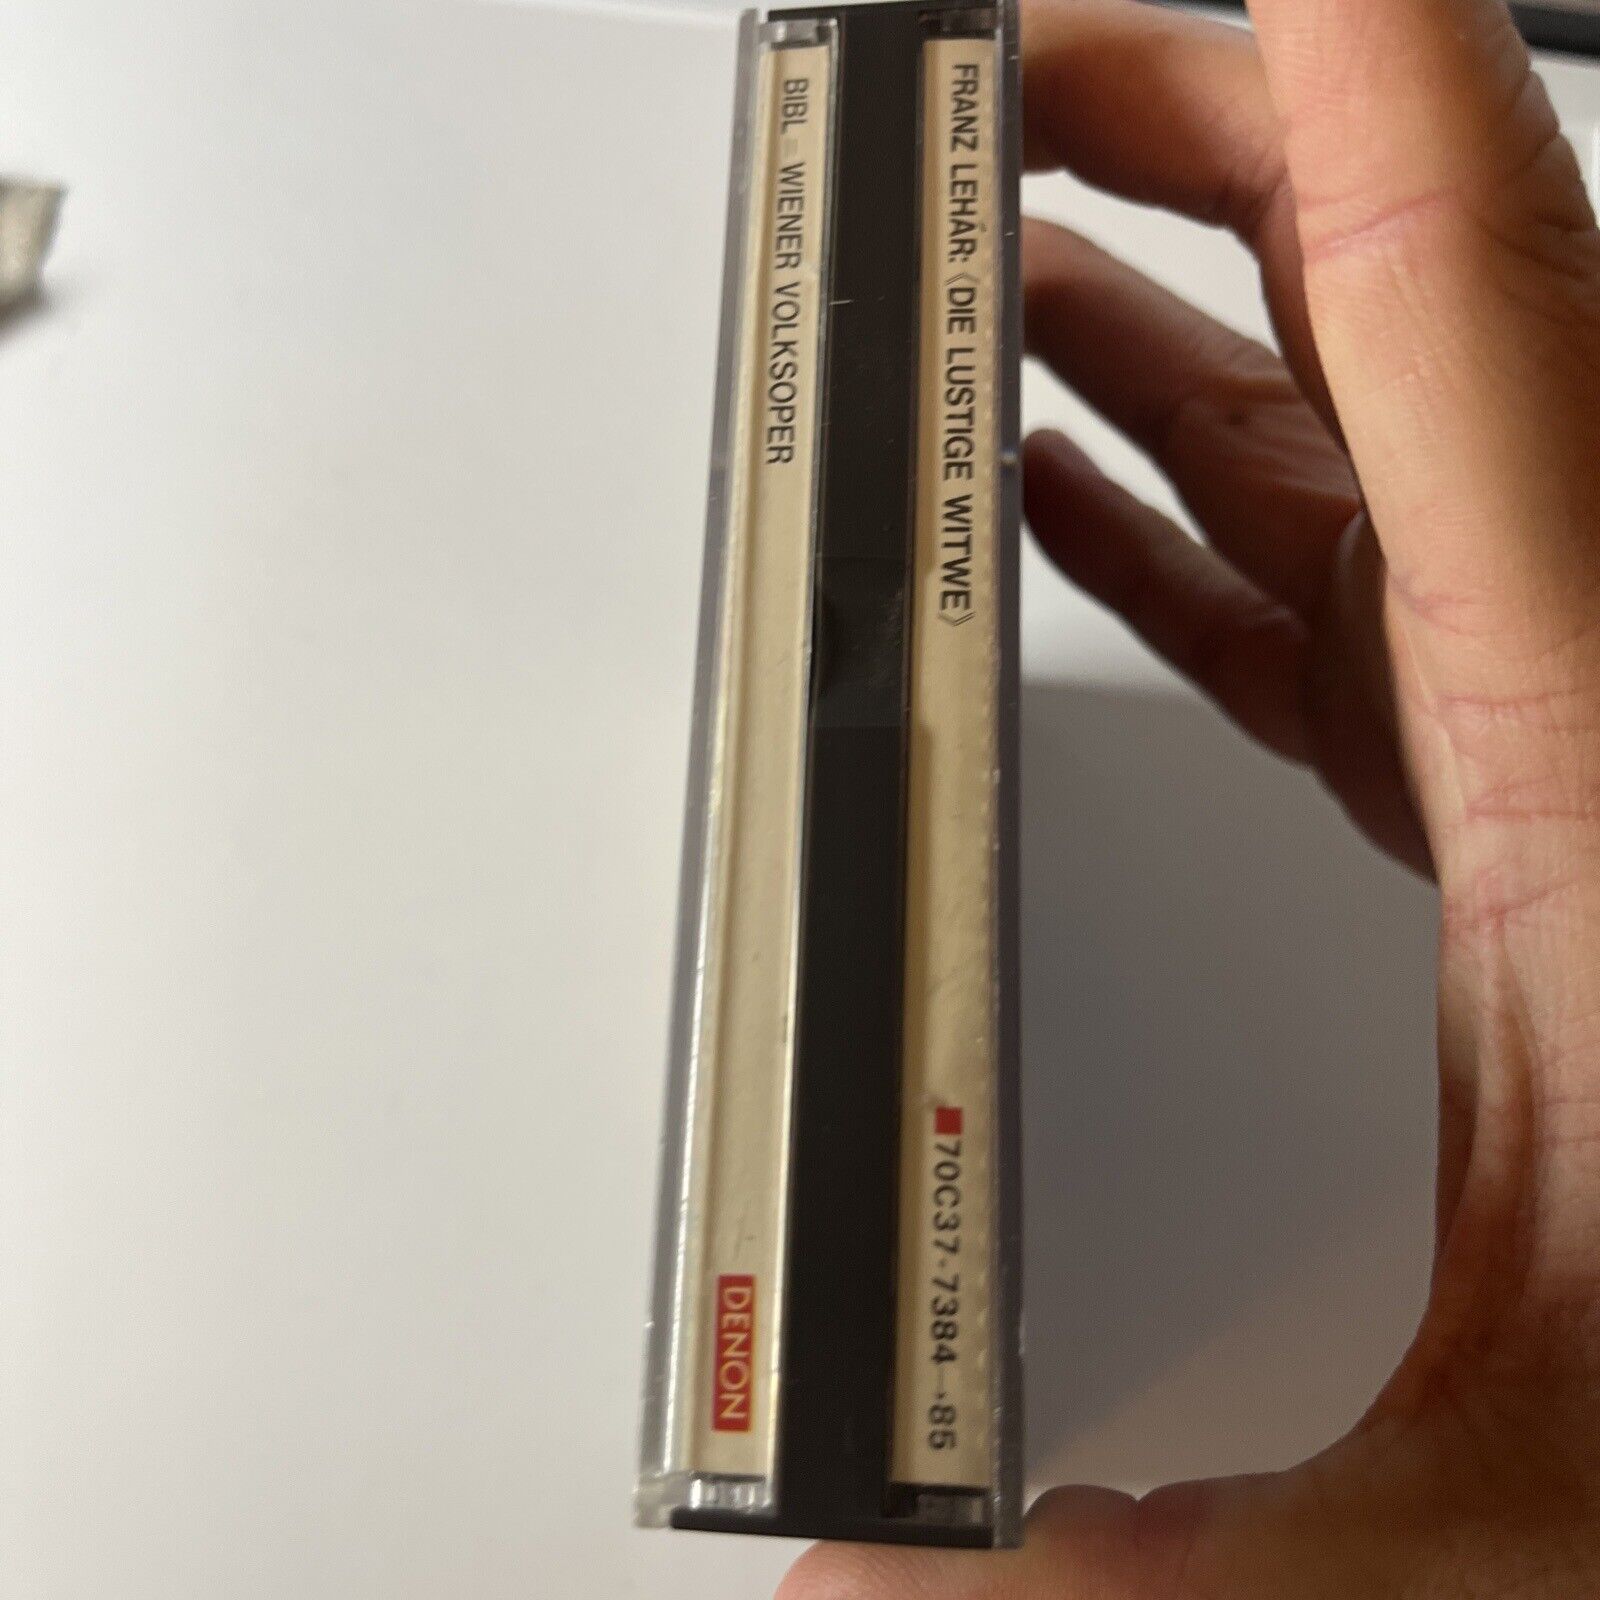 FRANZ LEHÁR:《DIE LUSTIGE WITWE》
70C37-7384→85
BIBL = WIENER VOLKSOPER
DENON